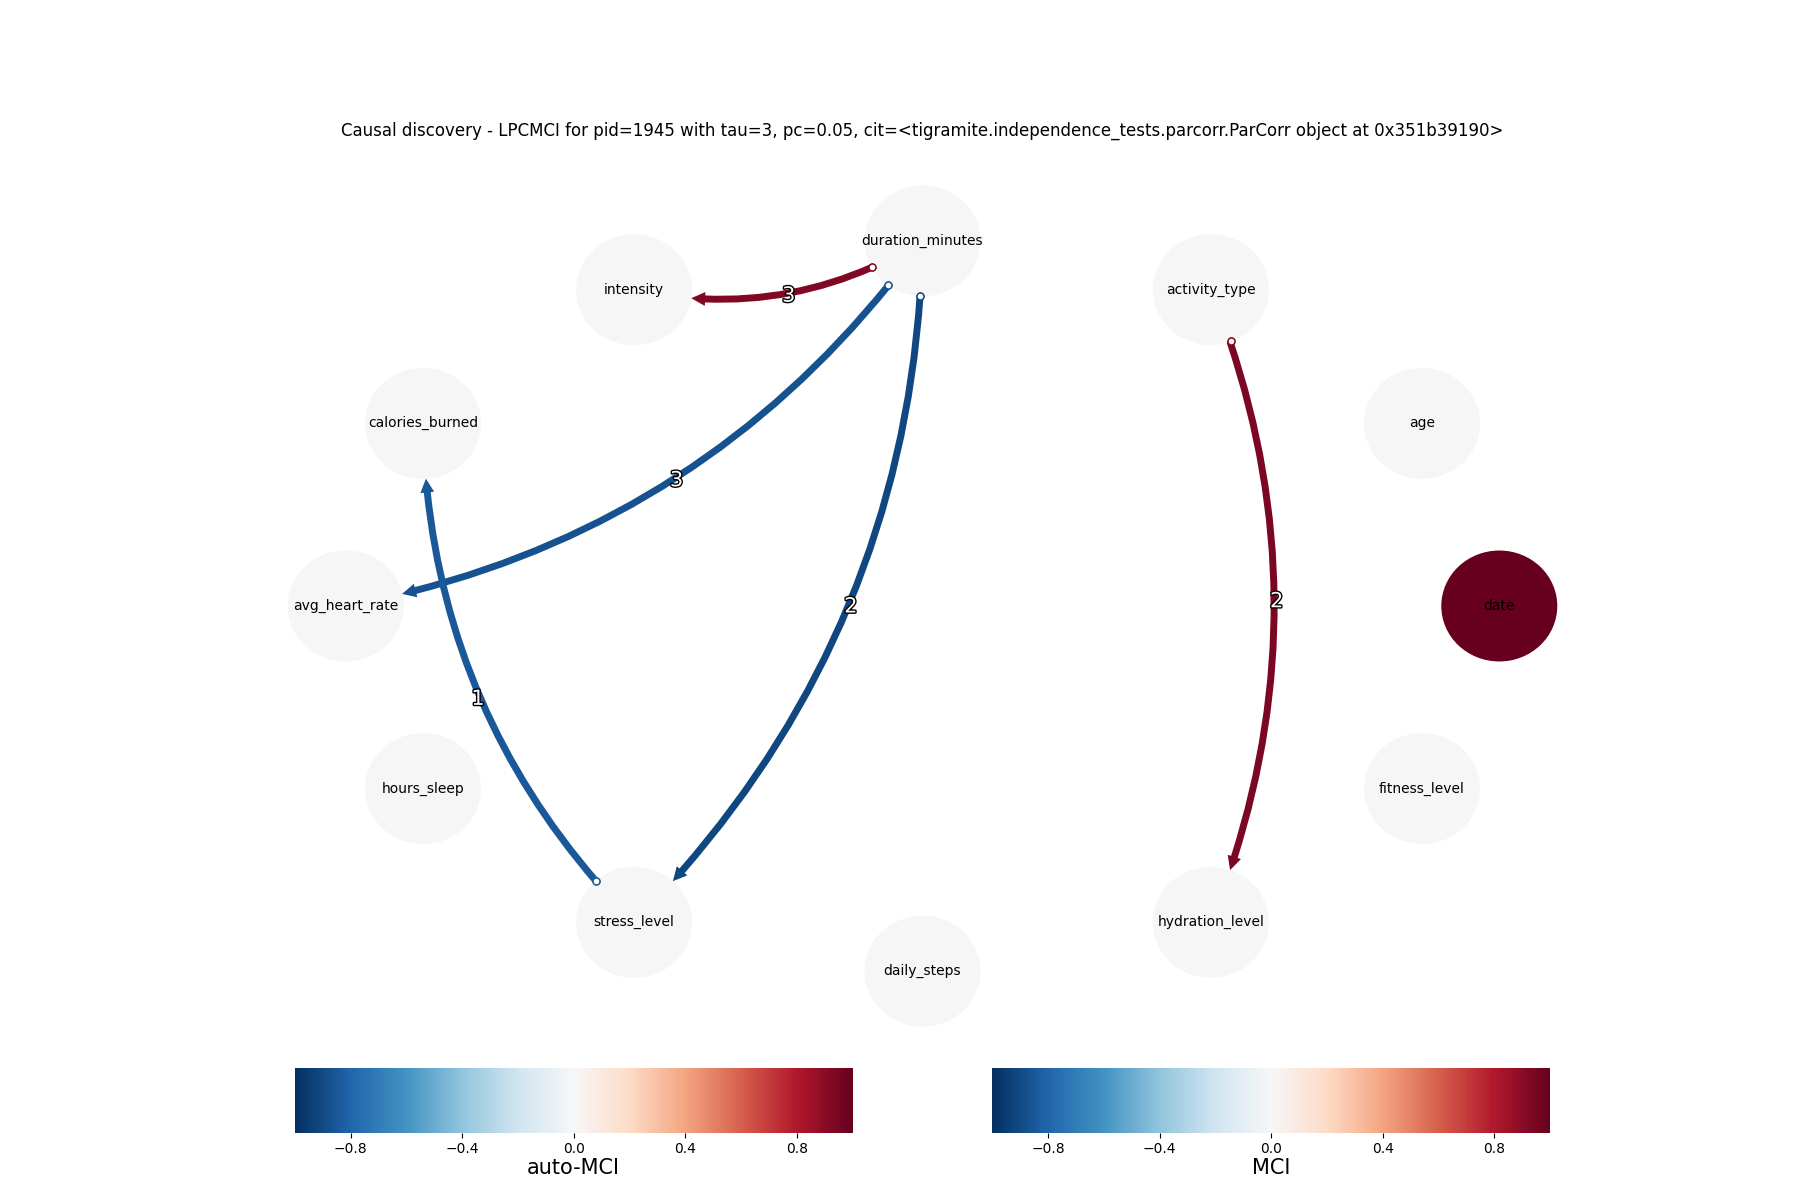 Causal discovery - LPCMCI for pid=1945 with tau=3, pc=0.05, cit=<tigramite.independence_tests.parcorr.ParCorr object at 0x351b39190>
duration_minutes
intensity
activity_type
3
calories_burned
age
3
avg_heart_rate
2
2
date
1
hours_sleep
fitness_level
stress_level
hydration_level
daily_steps
−0.8 −0.4 0.0 0.4 0.8
auto-MCI
−0.8 −0.4 0.0 0.4 0.8
MCI